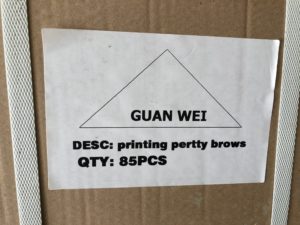 GUAN WEI
DESC: printing pertty brows
QTY: 85PCS